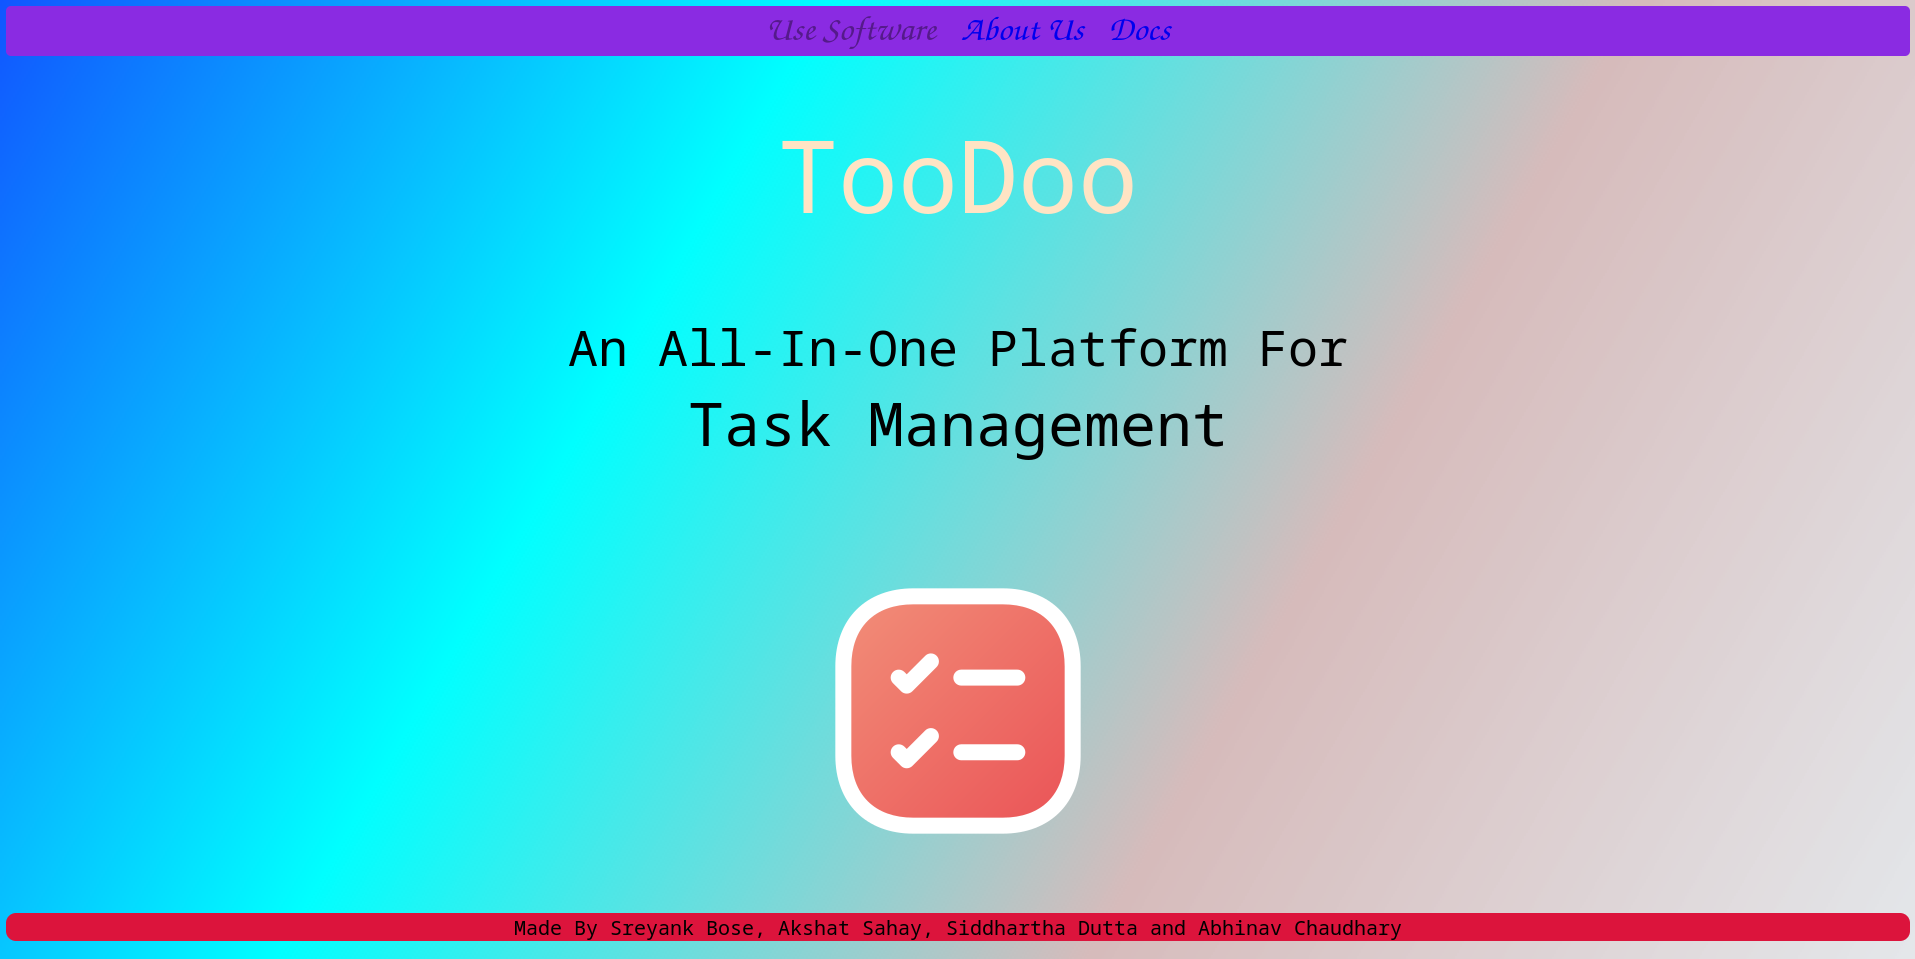 Use Software About Us Docs
TooDoo
An All-In-One Platform For
Task Management
Made By Sreyank Bose, Akshat Sahay, Siddhartha Dutta and Abhinav Chaudhary